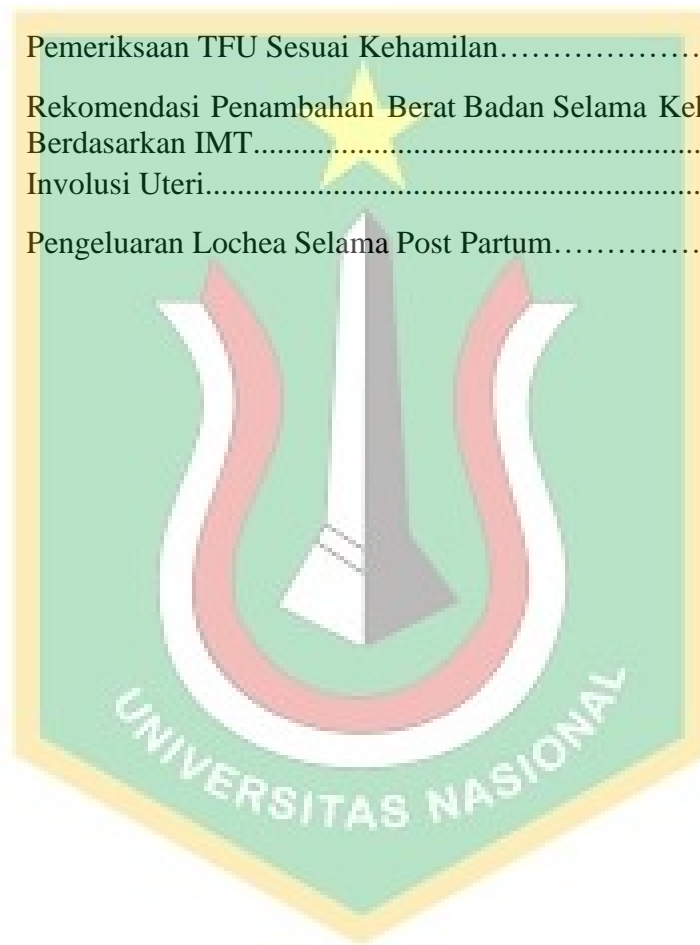 Pemeriksaan TFU Sesuai Kehamilan………………
Rekomendasi Penambahan Berat Badan Selama
Berdasarkan IMT.......................................................
Involusi Uteri.............................................................
Pengeluaran Lochea Selama Post Partum…………
UNIVERSITAS NASIONAL